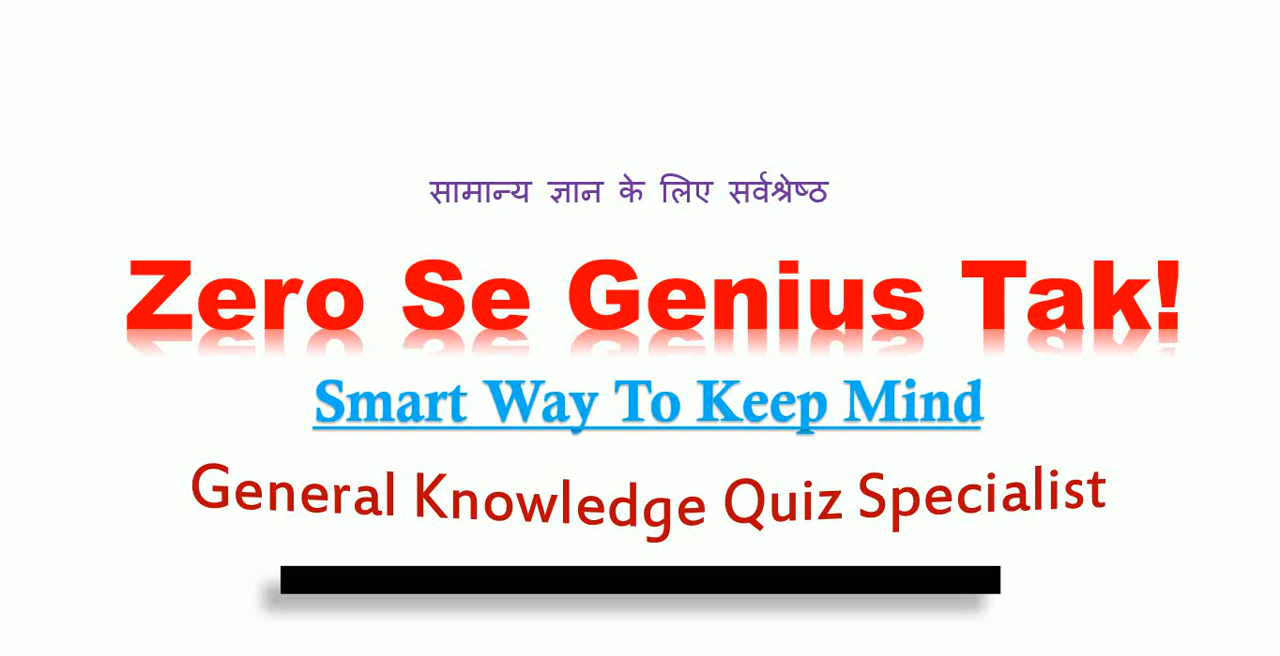 सामान्य ज्ञान के लिए सर्वश्रेष्ठ
Zero Se Genius Tak!
Smart Way To Keep Mind
General Knowledge Quiz Specialist